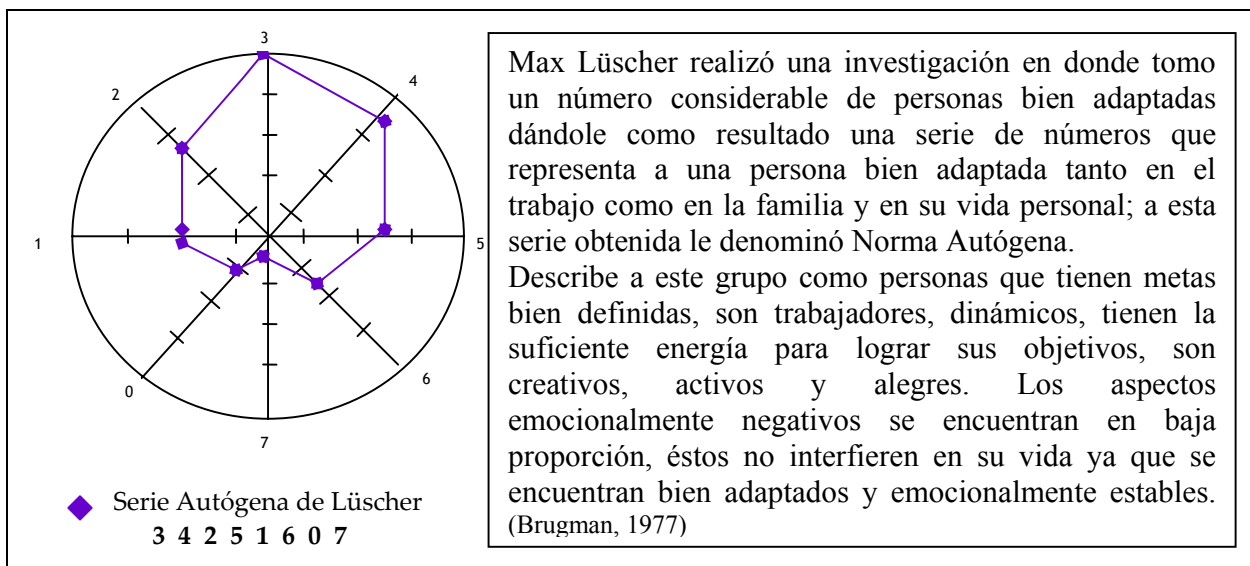 3
2
4
1
5
0
6
7
Serie Autógena de Lüscher
3 4 2 5 1 6 0 7
Max Lüscher realizó una investigación en donde tomo
un número considerable de personas bien adaptadas
dándole como resultado una serie de números que
representa a una persona bien adaptada tanto en el
trabajo como en la familia y en su vida personal; a esta
serie obtenida le denominó Norma Autógena.
Describe a este grupo como personas que tienen metas
bien definidas, son trabajadores, dinámicos, tienen la
suficiente energía para lograr sus objetivos, son
creativos, activos y alegres. Los aspectos
emocionalmente negativos se encuentran en baja
proporción, éstos no interfieren en su vida ya que se
encuentran bien adaptados y emocionalmente estables.
(Brugman, 1977)